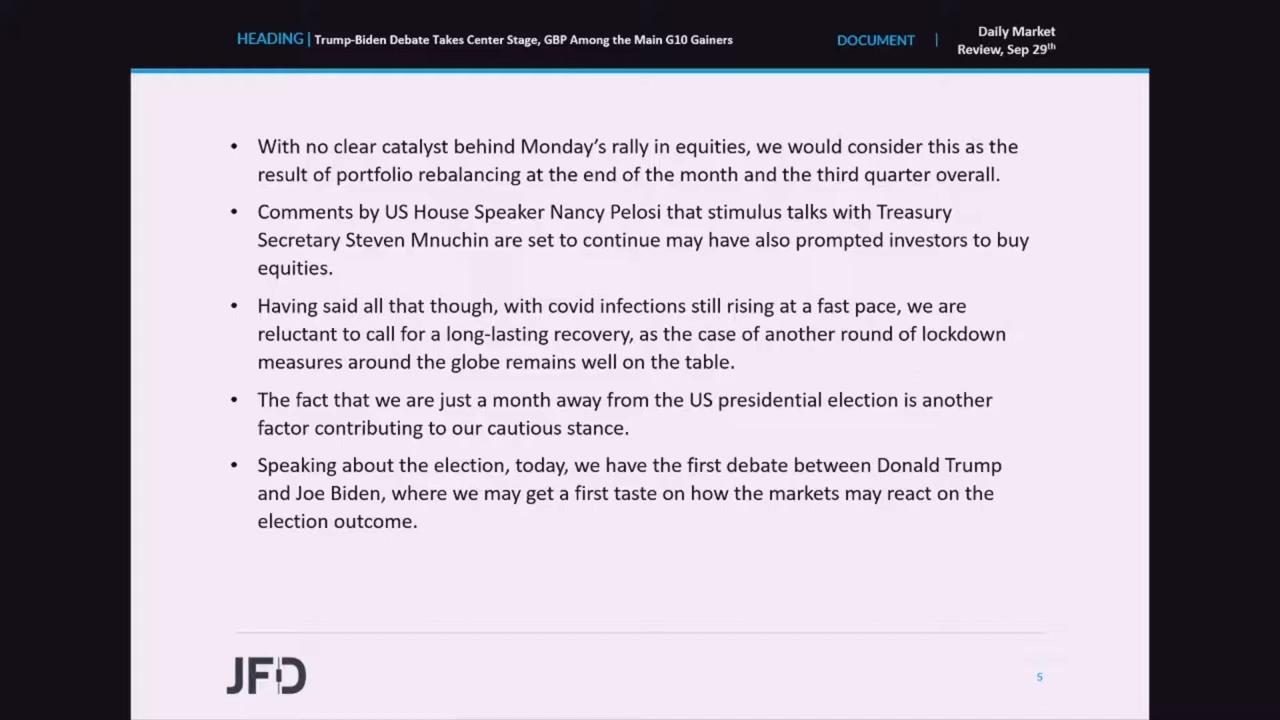 HEADING | Trump-Biden Debate Takes Center Stage, GBP Among the Main G10 Gainers
DOCUMENT | Daily Market
Review, Sep 29th
• With no clear catalyst behind Monday’s rally in equities, we would consider this as the
result of portfolio rebalancing at the end of the month and the third quarter overall.
• Comments by US House Speaker Nancy Pelosi that stimulus talks with Treasury
Secretary Steven Mnuchin are set to continue may have also prompted investors to buy
equities.
• Having said all that though, with covid infections still rising at a fast pace, we are
reluctant to call for a long-lasting recovery, as the case of another round of lockdown
measures around the globe remains well on the table.
• The fact that we are just a month away from the US presidential election is another
factor contributing to our cautious stance.
• Speaking about the election, today, we have the first debate between Donald Trump
and Joe Biden, where we may get a first taste on how the markets may react on the
election outcome.
JFD
5